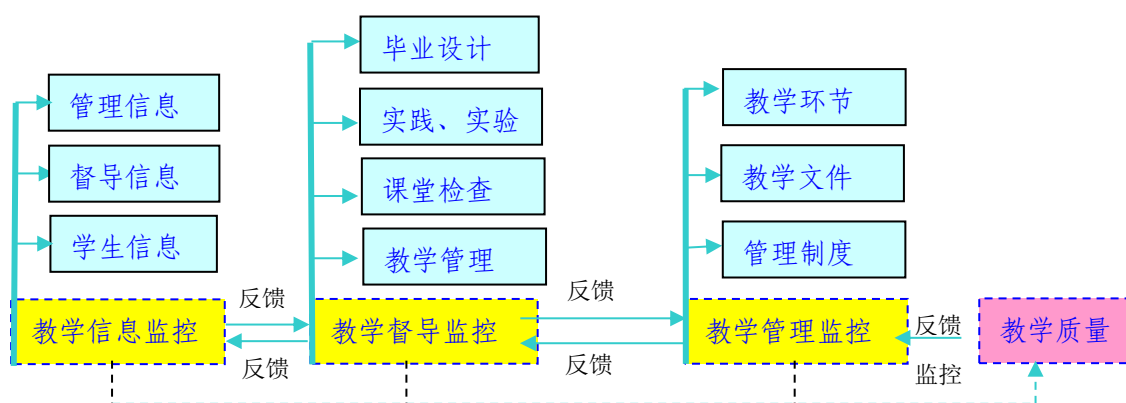 毕业设计
管理信息
实践、实验
教学环节
督导信息
课堂检查
教学文件
学生信息
教学管理
管理制度
反馈
反馈
教学信息监控
教学督导监控
教学管理监控
反馈
教学质量
反馈
反馈
监控